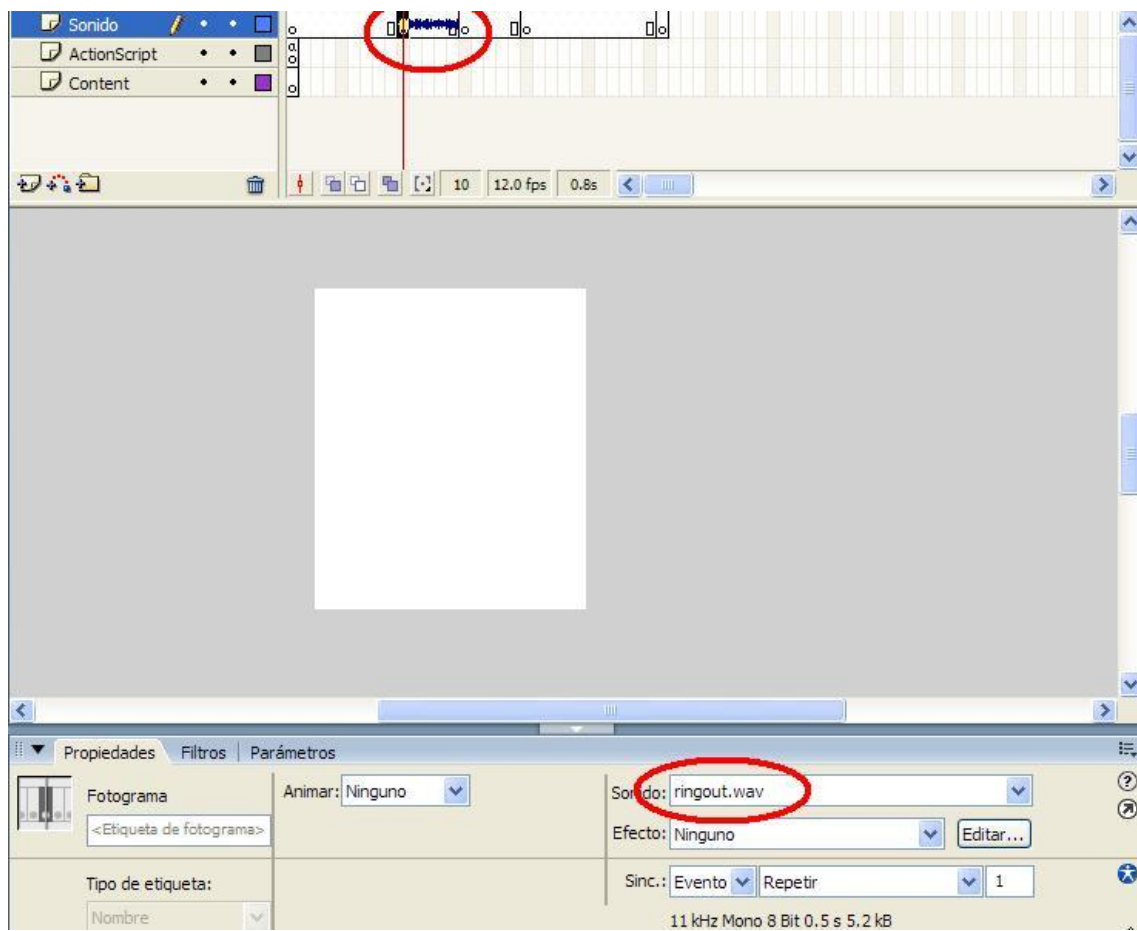 Sonido
ActionScript
Content
10 12.0 fps 0.8s
Propiedades Filtros Parámetros
Fotograma Animar: Ninguno Sonido: ringout.wav
<Etiqueta de fotograma> Efecto: Ninguno Editar...
Tipo de etiqueta: Sinc.: Evento Repetir 1
Nombre 11 kHz Mono 8 Bit 0.5 s 5.2 kB